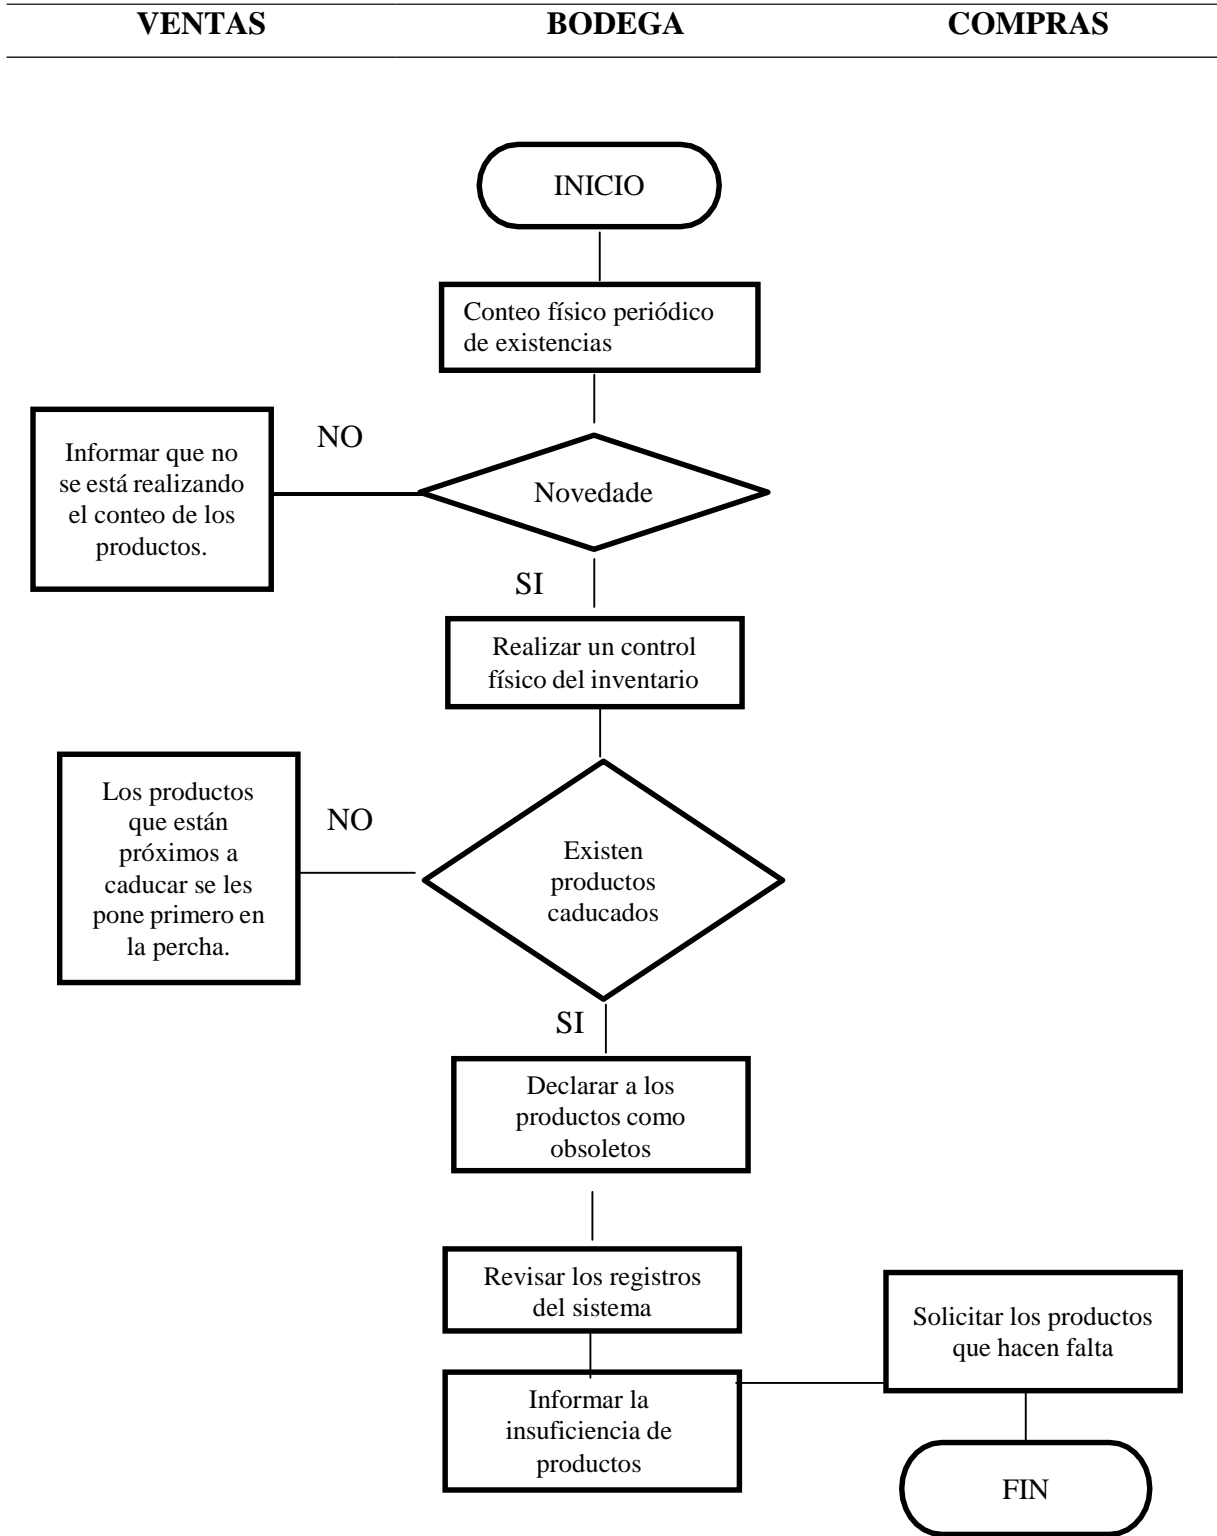 VENTAS BODEGA COMPRAS
INICIO
Conteo físico periódico
de existencias
NO
Informar que no
se está realizando
el conteo de los
productos.
Novedade
SI
Realizar un control
físico del inventario
Los productos
que están
próximos a
caducar se les
pone primero en
la percha.
NO
Existen
productos
caducados
SI
Declarar a los
productos como
obsoletos
Revisar los registros
del sistema
Solicitar los productos
que hacen falta
Informar la
insuficiencia de
productos
FIN